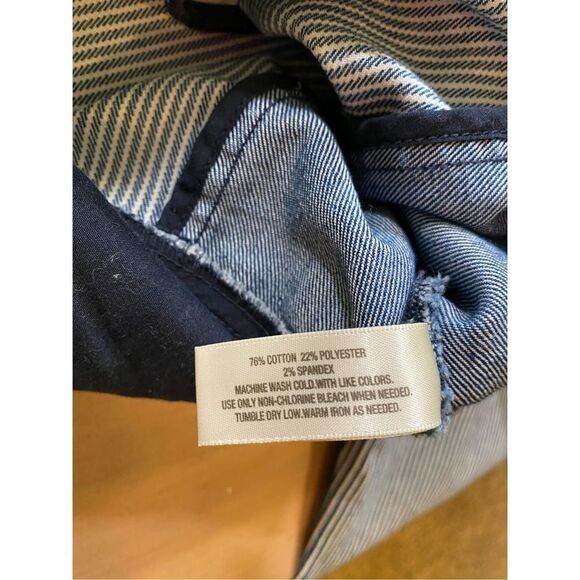 76% COTTON 22% POLYESTER
2% SPANDEX
MACHINE WASH COLD.WITH LIKE COLORS.
USE ONLY NON-CHLORINE BLEACH WHEN NEEDED.
TUMBLE DRY LOW.WARM IRON AS NEEDED.